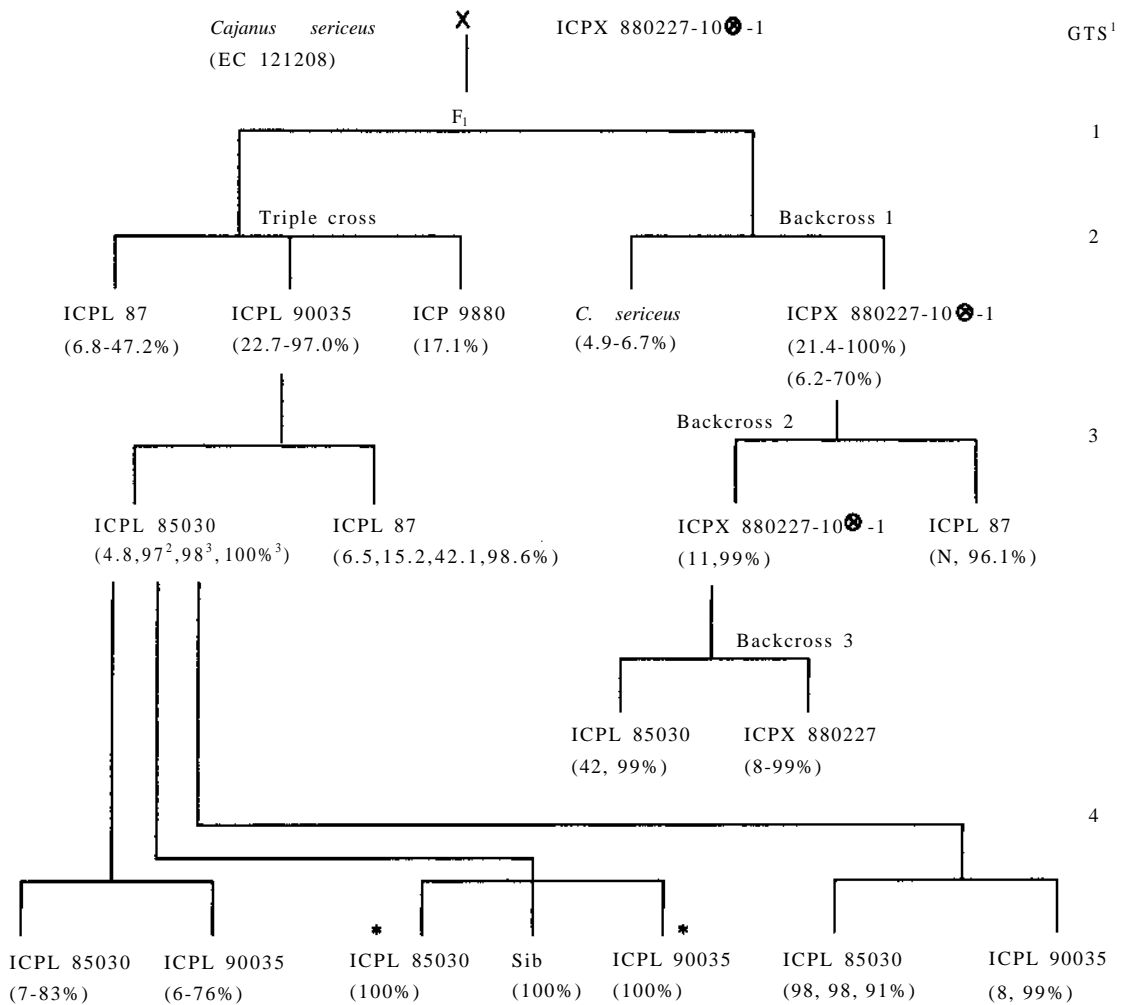 Cajanus sericeus X ICPX 880227-10⊗-1 GTS¹
(EC 121208)
F₁
1
Triple cross Backcross 1
2
ICPL 87 ICPL 90035 ICP 9880 C. sericeus ICPX 880227-10⊗-1
(6.8-47.2%) (22.7-97.0%) (17.1%) (4.9-6.7%) (21.4-100%)
(6.2-70%)
Backcross 2 3
ICPL 85030 ICPL 87 ICPX 880227-10⊗-1 ICPL 87
(4.8,97²,98³,100%³) (6.5,15.2,42.1,98.6%) (11,99%) (N, 96.1%)
Backcross 3
ICPL 85030 ICPX 880227
(42, 99%) (8-99%)
4
* *
ICPL 85030 ICPL 90035 ICPL 85030 Sib ICPL 90035 ICPL 85030 ICPL 90035
(7-83%) (6-76%) (100%) (100%) (100%) (98, 98, 91%) (8, 99%)